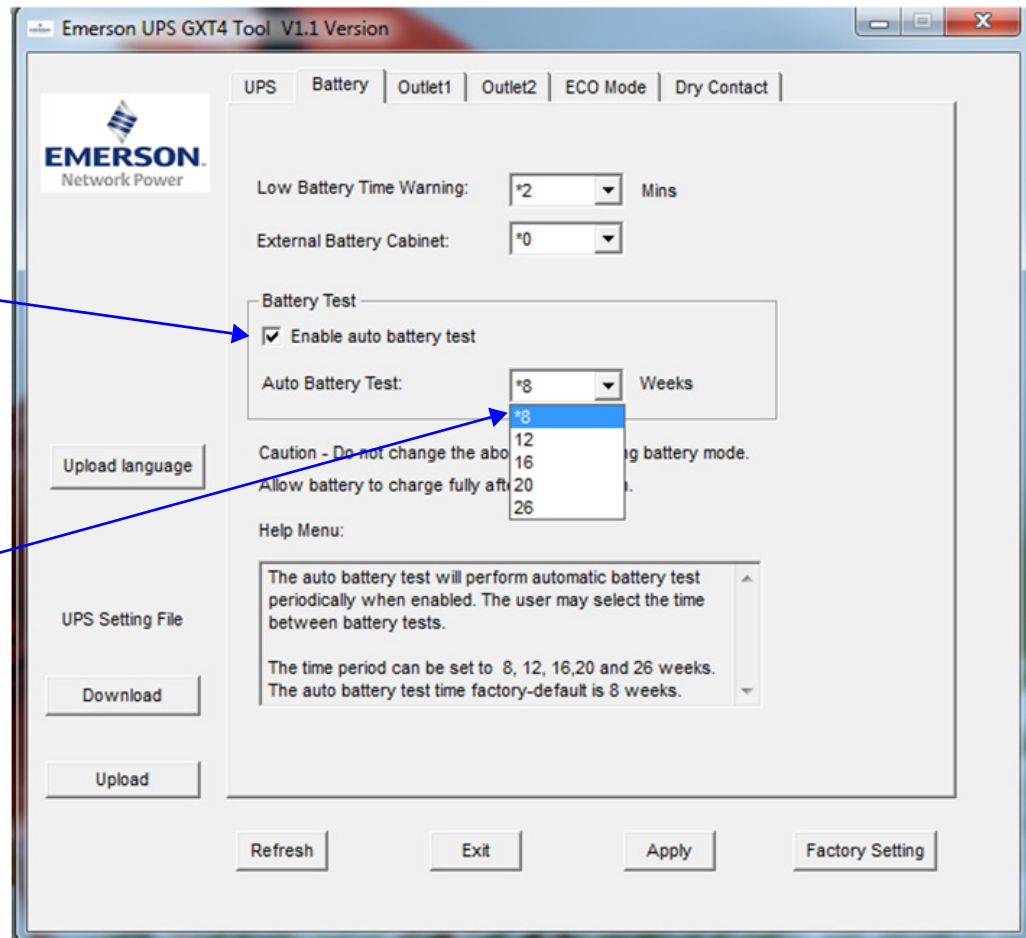 Emerson UPS GXT4 Tool V1.1 Version
UPS
Battery
Outlet1
Outlet2
ECO Mode
Dry Contact
EMERSON.
Network Power
Low Battery Time Warning:
*2
Mins
External Battery Cabinet:
*0
Battery Test
Enable auto battery test
Auto Battery Test:
*8
Weeks
*8
12
16
20
26
Caution - Do not change the g battery mode.
Allow battery to charge fully
Help Menu:
The auto battery test will perform automatic battery test
periodically when enabled. The user may select the time
between battery tests.
The time period can be set to 8, 12, 16,20 and 26 weeks.
The auto battery test time factory-default is 8 weeks.
Upload language
UPS Setting File
Download
Upload
Refresh
Exit
Apply
Factory Setting